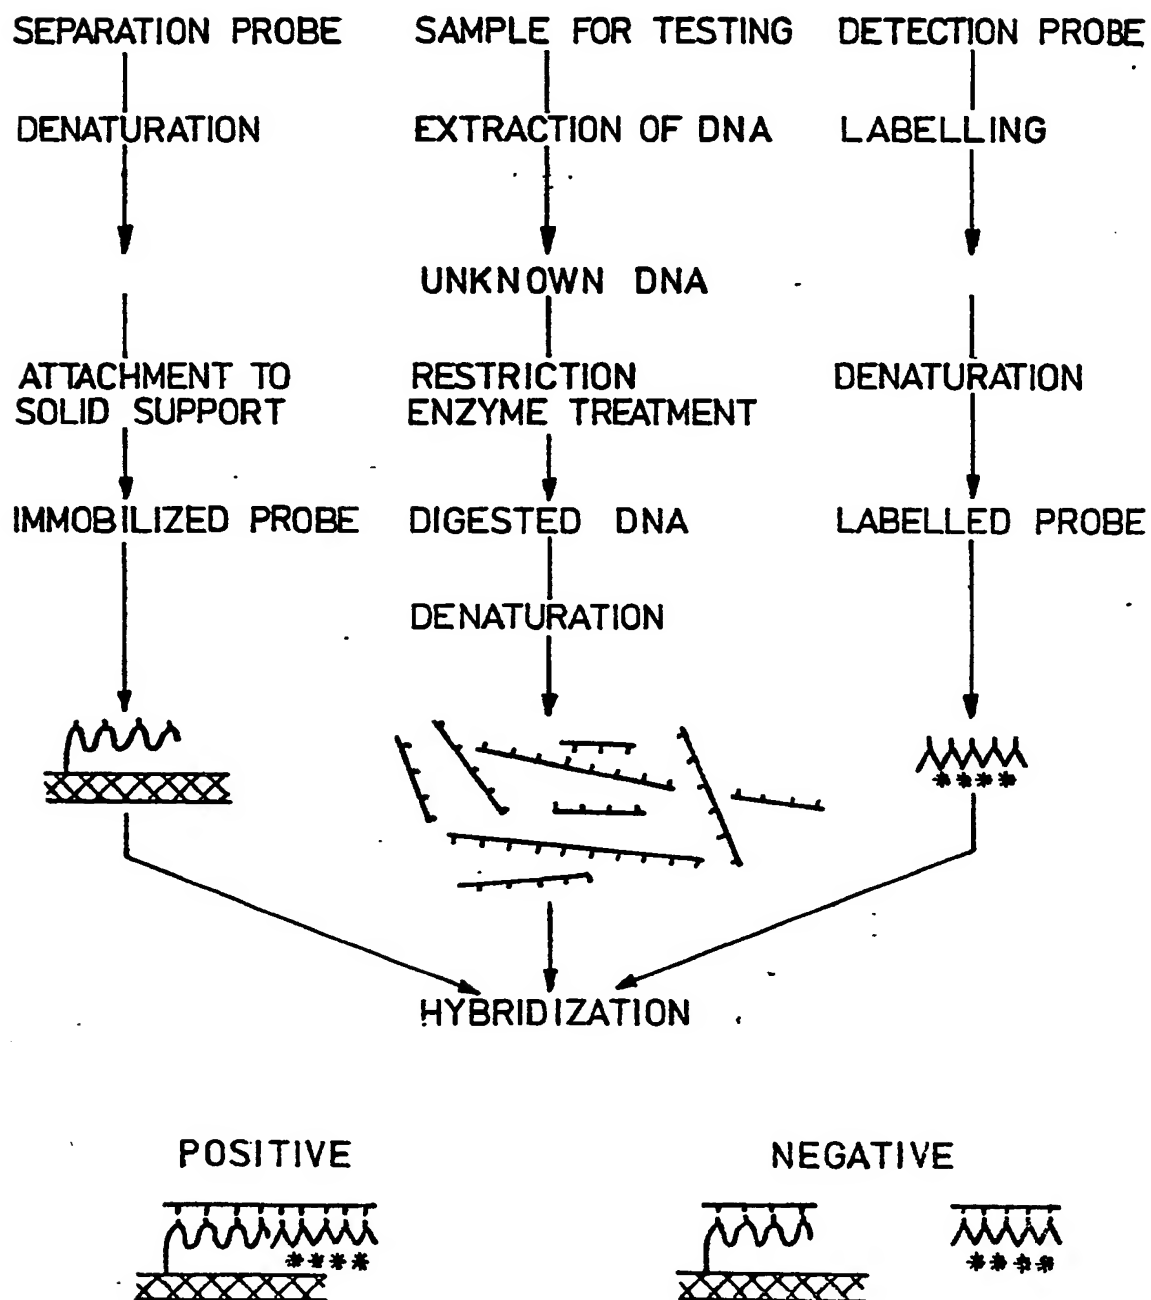 SEPARATION PROBE
SAMPLE FOR TESTING
DETECTION PROBE
DENATURATION
EXTRACTION OF DNA
LABELLING
UNKNOWN DNA
ATTACHMENT TO
SOLID SUPPORT
RESTRICTION
ENZYME TREATMENT
DENATURATION
IMMOBILIZED PROBE
DIGESTED DNA
LABELLED PROBE
DENATURATION
HYBRIDIZATION
POSITIVE
NEGATIVE